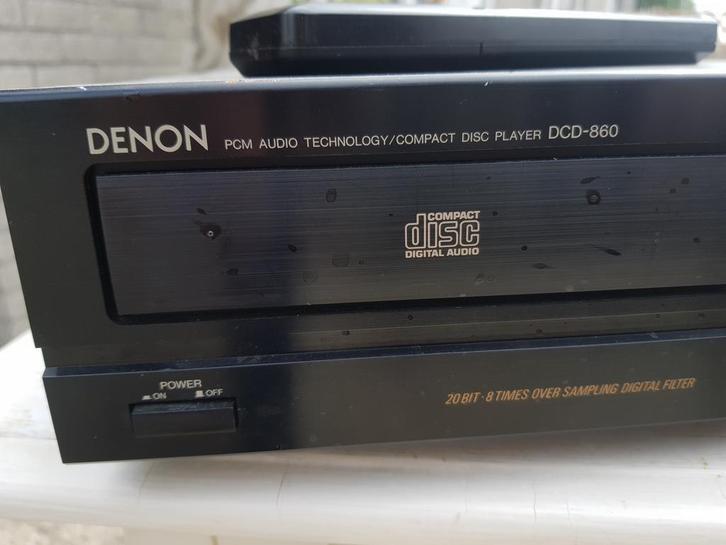 DENON PCM AUDIO TECHNOLOGY/COMPACT DISC PLAYER DCD-860
COMPACT
disc
DIGITAL AUDIO
POWER
ON OFF
20 BIT · 8 TIMES OVER SAMPLING DIGITAL FILTER